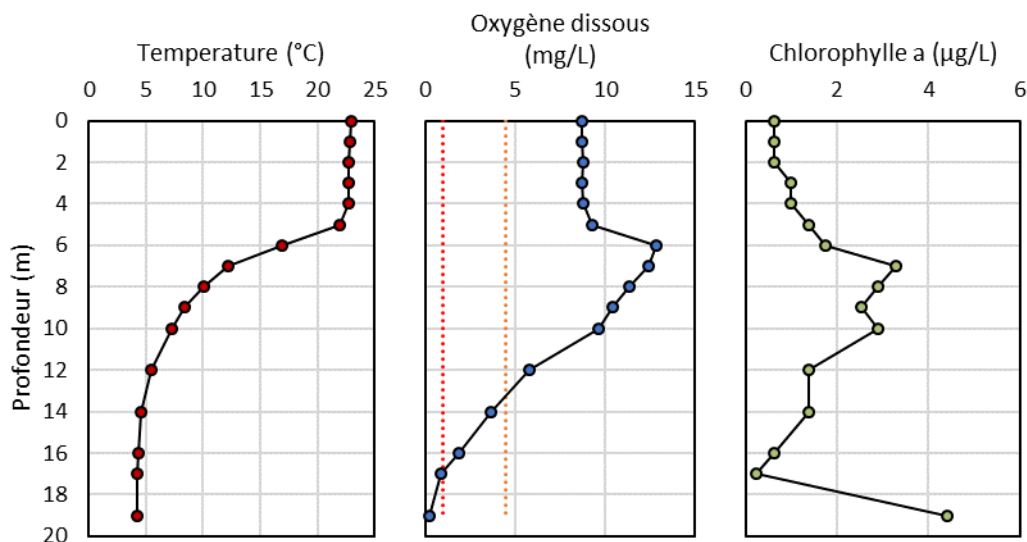 Temperature (°C)
0 5 10 15 20 25
Oxygène dissous
(mg/L)
0 5 10 15
Chlorophylle a (µg/L)
0 2 4 6
Profondeur (m)
0
2
4
6
8
10
12
14
16
18
20